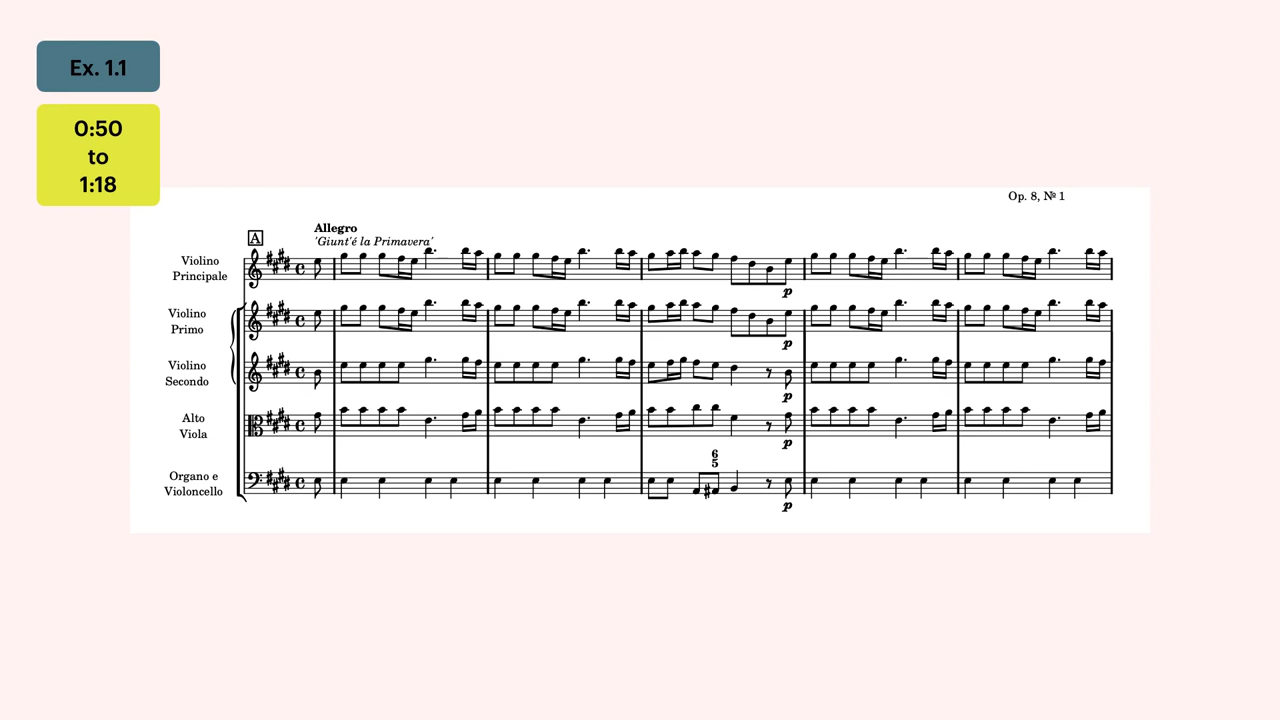 Ex. 1.1
0:50
to
1:18
Op. 8, № 1
A
Allegro
'Giunt'é la Primavera'
Violino
Principale
p
Violino
Primo
p
Violino
Secondo
p
Alto
Viola
p
6
5
Organo e
Violoncello
p